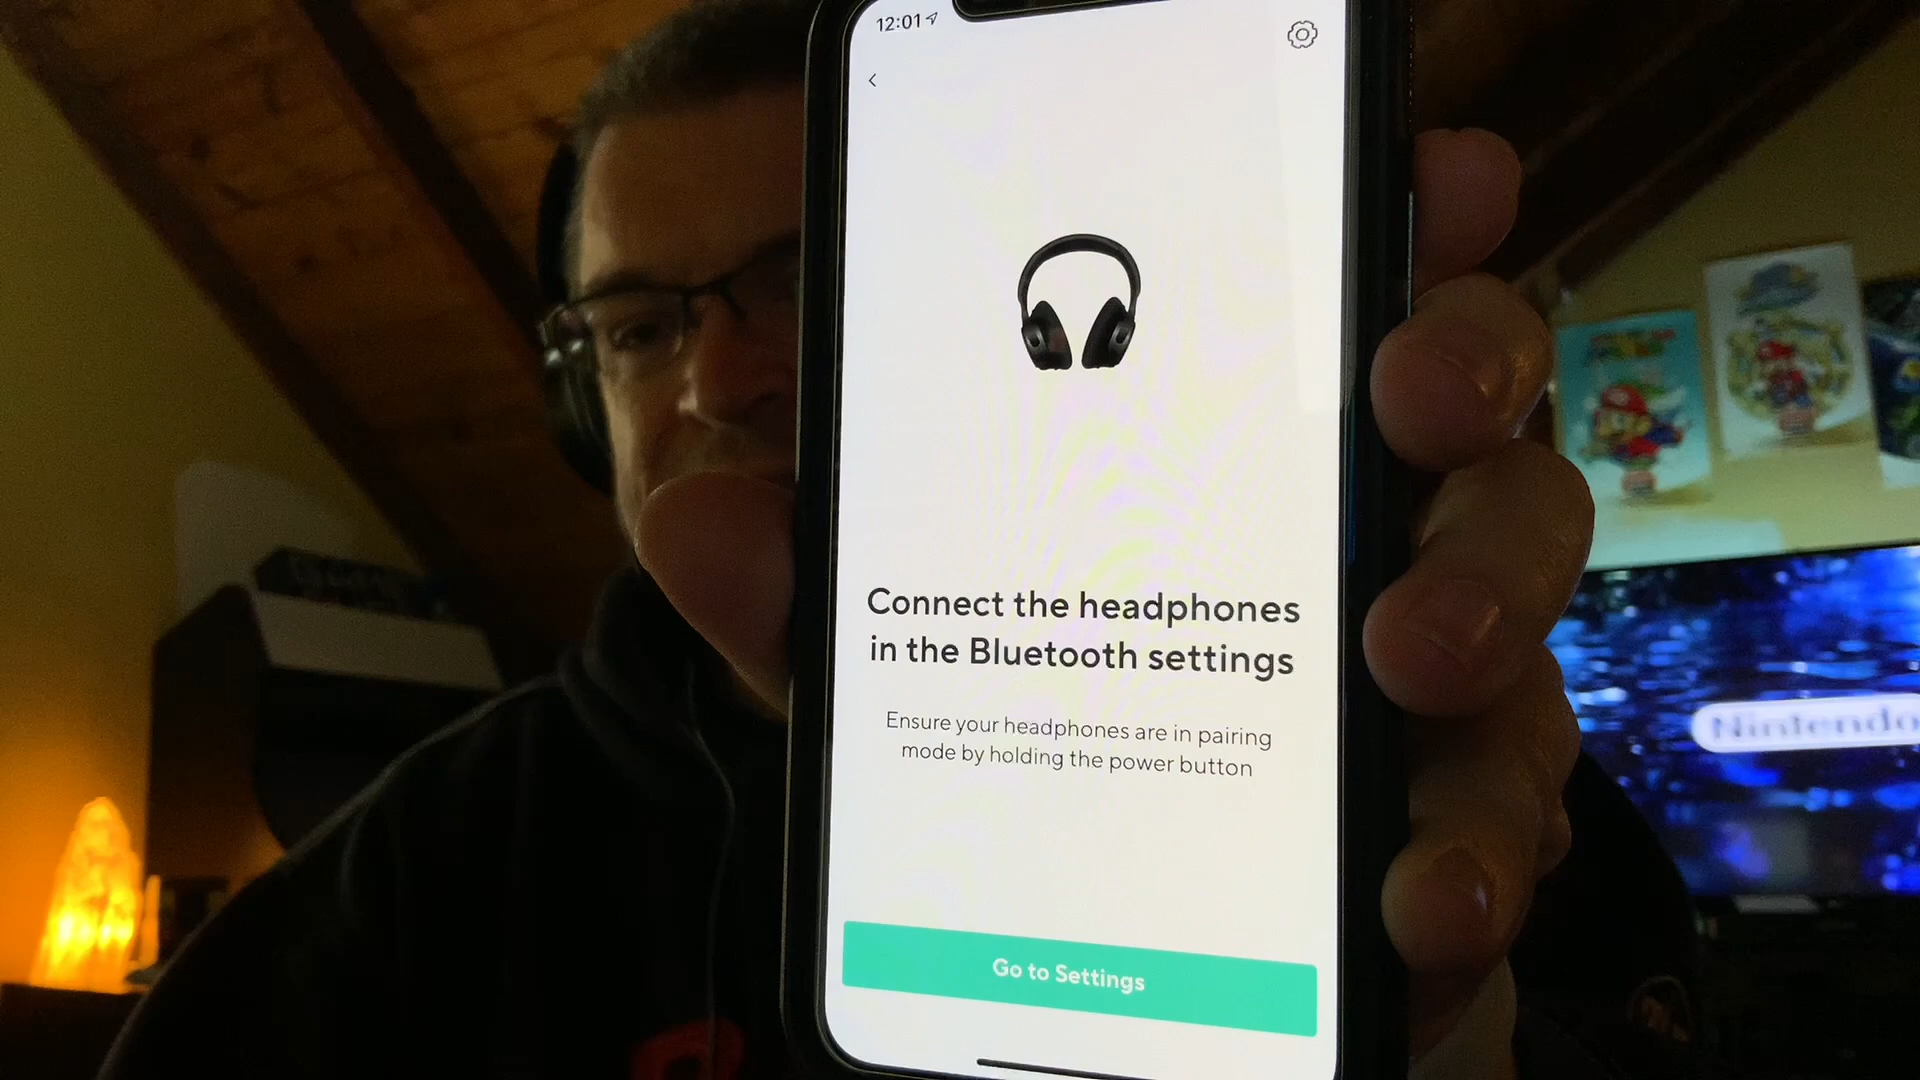 12:01
Connect the headphones
in the Bluetooth settings
Ensure your headphones are in pairing
mode by holding the power button
Go to Settings
Nintendo